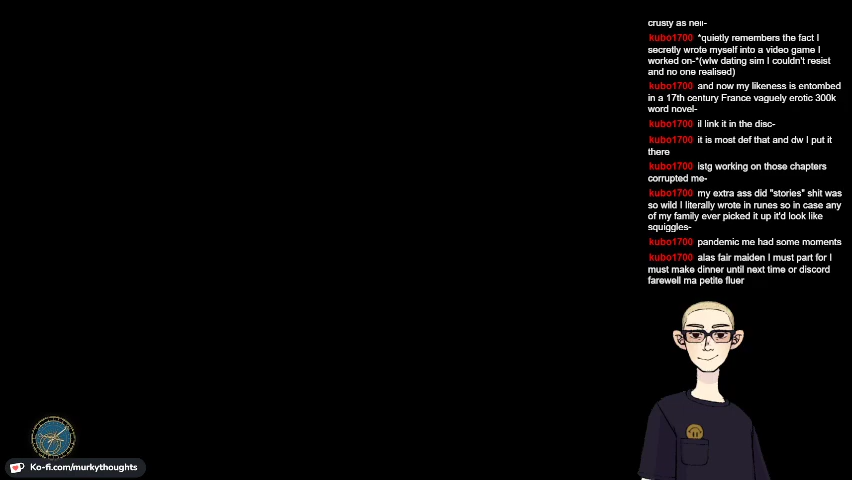 crusty as hell-
kubo1700 *quietly remembers the fact I
secretly wrote myself into a video game I
worked on-*(wlw dating sim I couldn't resist
and no one realised)
kubo1700 and now my likeness is entombed
in a 17th century France vaguely erotic 300k
word novel-
kubo1700 il link it in the disc-
kubo1700 it is most def that and dw I put it
there
kubo1700 istg working on those chapters
corrupted me-
kubo1700 my extra ass did "stories" shit was
so wild I literally wrote in runes so in case any
of my family ever picked it up it'd look like
squiggles-
kubo1700 pandemic me had some moments
kubo1700 alas fair maiden I must part for I
must make dinner until next time or discord
farewell ma petite fluer
Ko-fi.com/murkythoughts